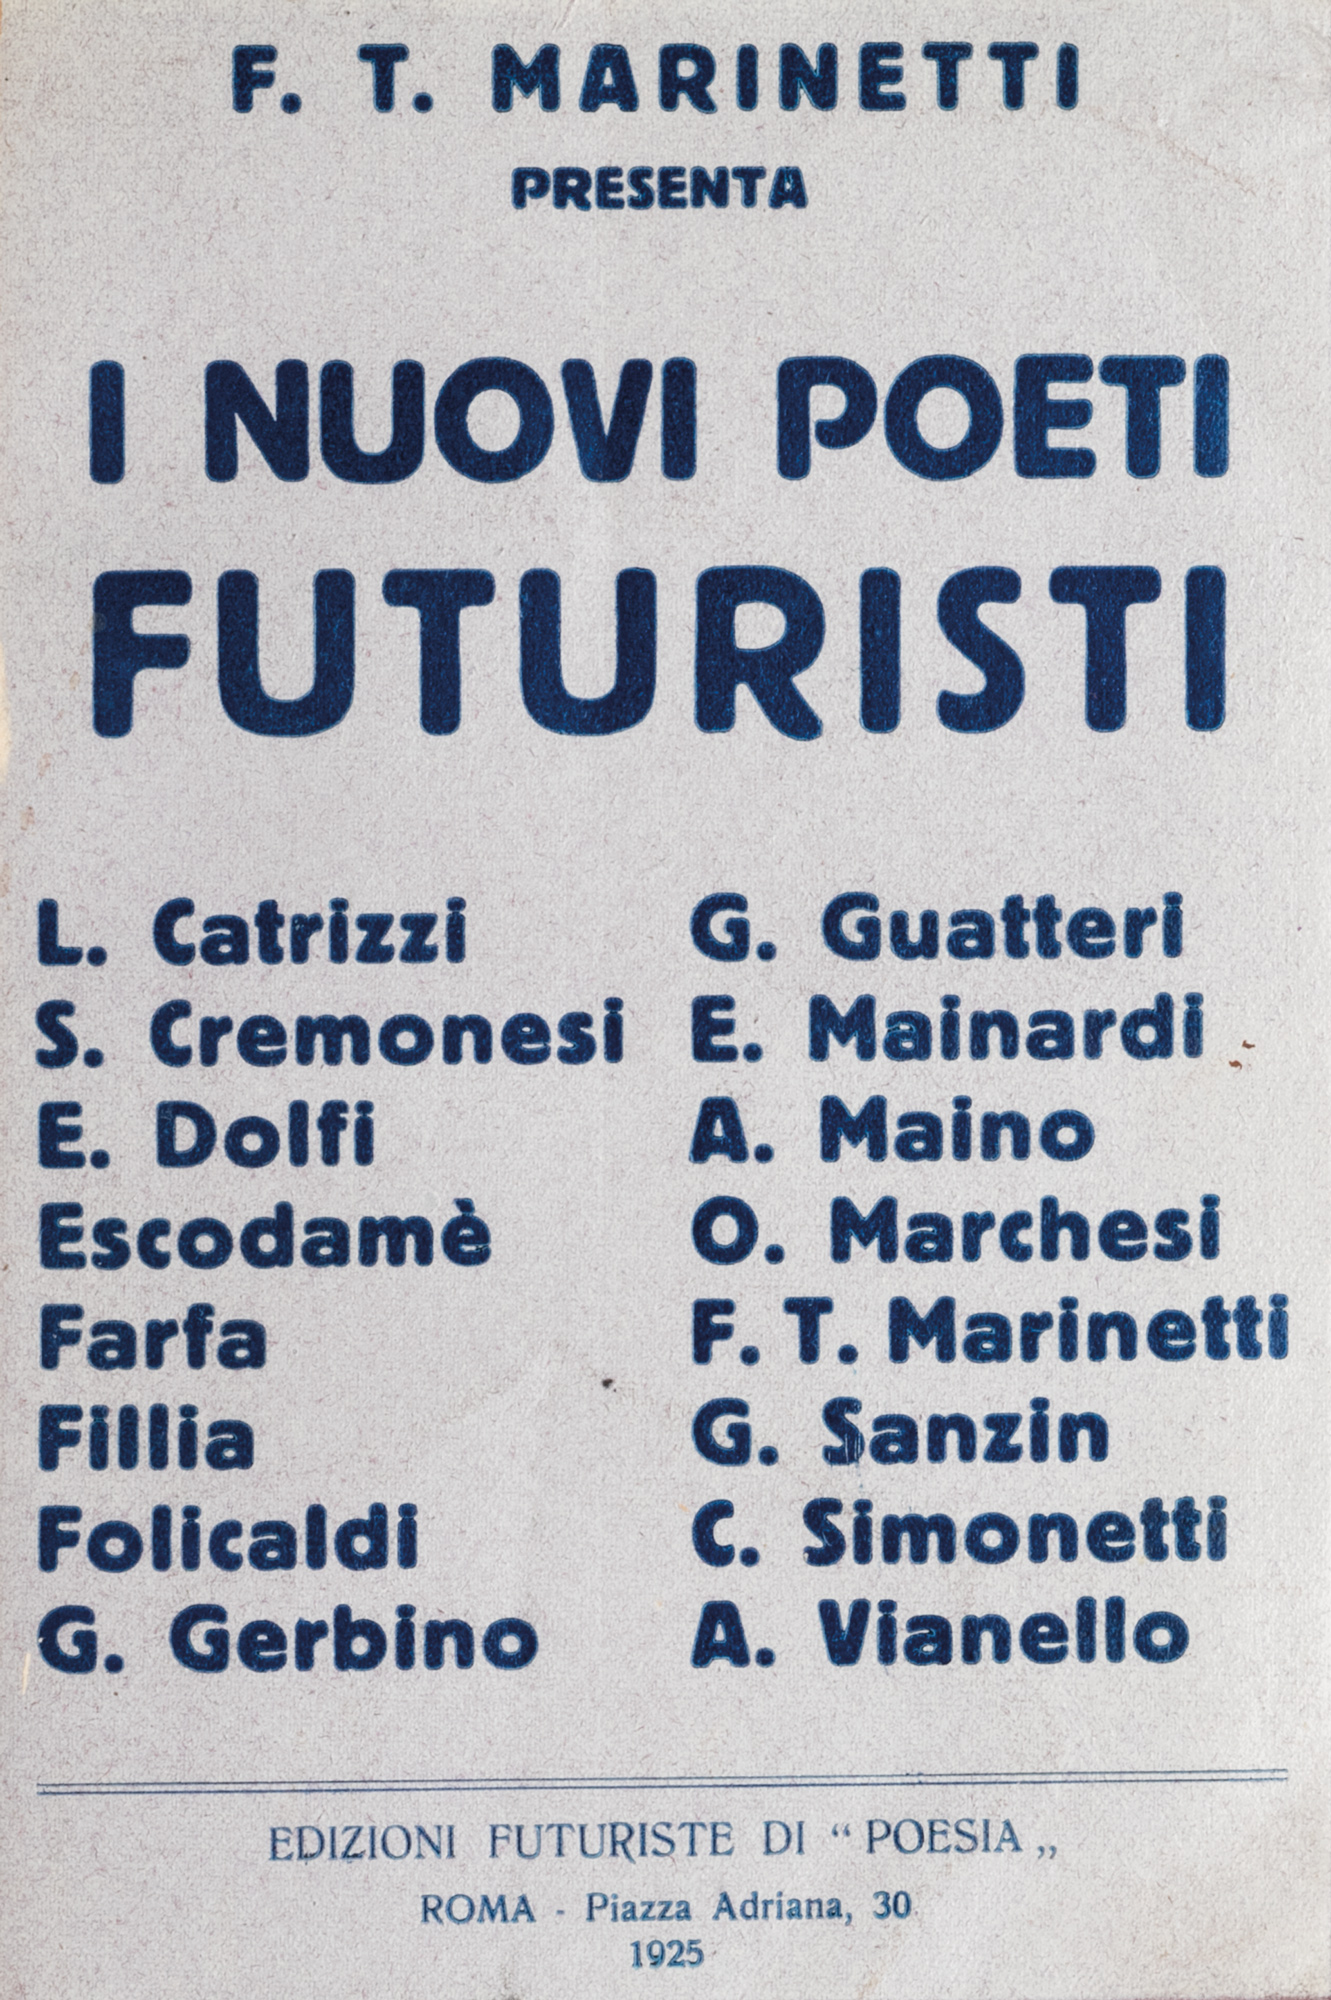 F. T. MARINETTI
PRESENTA
I NUOVI POETI
FUTURISTI
L. Catrizzi
S. Cremonesi
E. Dolfi
Escodamè
Farfa
Fillia
Folicaldi
G. Gerbino
G. Guatteri
E. Mainardi
A. Maino
O. Marchesi
F. T. Marinetti
G. Sanzin
C. Simonetti
A. Vianello
EDIZIONI FUTURISTE DI “ POESIA „
ROMA - Piazza Adriana, 30
1925